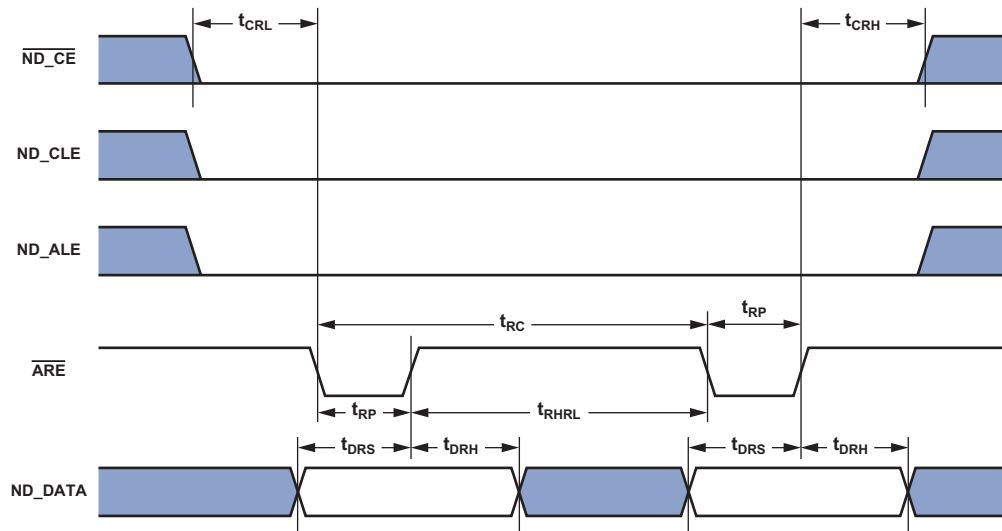 tCRL tCRH
ND_CE
ND_CLE
ND_ALE
tRC tRP
ARE
tRP tRHRL
tDRS tDRH tDRS tDRH
ND_DATA